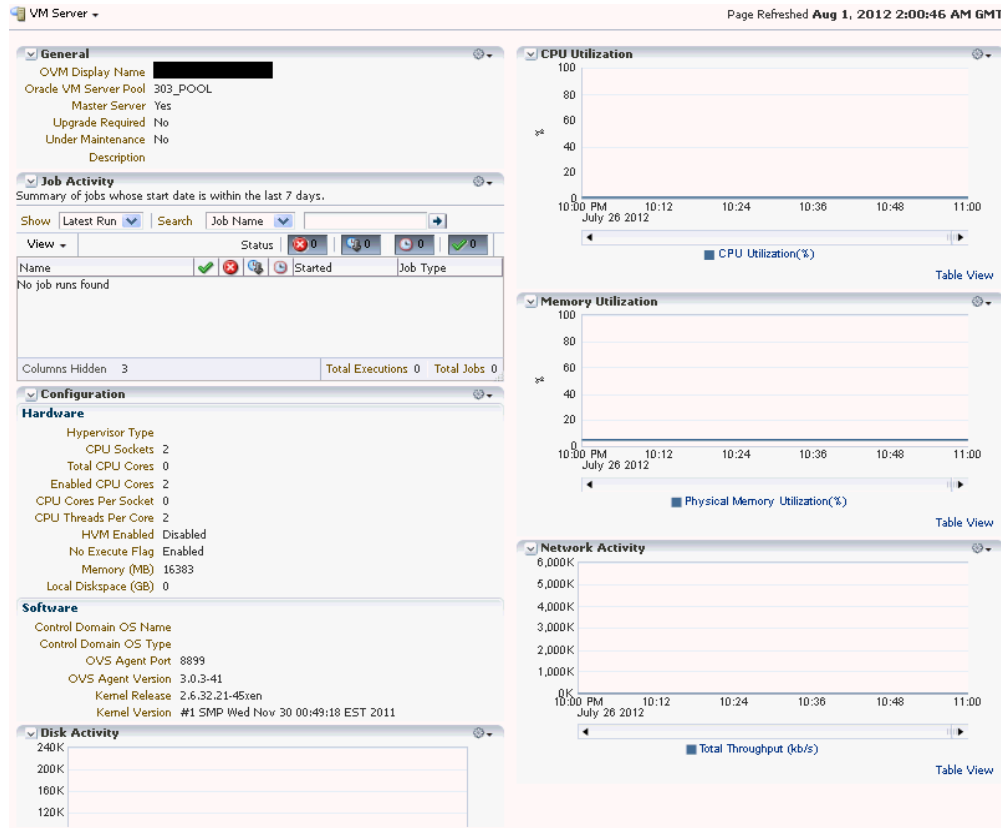 VM Server
Page Refreshed Aug 1, 2012 2:00:46 AM GMT
General
OVM Display Name
Oracle VM Server Pool 303_POOL
Master Server Yes
Upgrade Required No
Under Maintenance No
Description
Job Activity
Summary of jobs whose start date is within the last 7 days.
Show Latest Run Search Job Name
View Status 0 0 0 0
Name Started Job Type
No job runs found
Columns Hidden 3 Total Executions 0 Total Jobs 0
Configuration
Hardware
Hypervisor Type
CPU Sockets 2
Total CPU Cores 0
Enabled CPU Cores 2
CPU Cores Per Socket 0
CPU Threads Per Core 2
HVM Enabled Disabled
No Execute Flag Enabled
Memory (MB) 16383
Local Diskspace (GB) 0
Software
Control Domain OS Name
Control Domain OS Type
OVS Agent Port 8899
OVS Agent Version 3.0.3-41
Kernel Release 2.6.32.21-45xen
Kernel Version #1 SMP Wed Nov 30 00:49:18 EST 2011
Disk Activity
240K
200K
160K
120K
CPU Utilization
100
80
60
40
20
0
%
10:00 PM 10:12 10:24 10:36 10:48 11:00
July 26 2012
CPU Utilization(%)
Table View
Memory Utilization
100
80
60
40
20
0
%
10:00 PM 10:12 10:24 10:36 10:48 11:00
July 26 2012
Physical Memory Utilization(%)
Table View
Network Activity
6,000K
5,000K
4,000K
3,000K
2,000K
1,000K
0K
10:00 PM 10:12 10:24 10:36 10:48 11:00
July 26 2012
Total Throughput (kb/s)
Table View